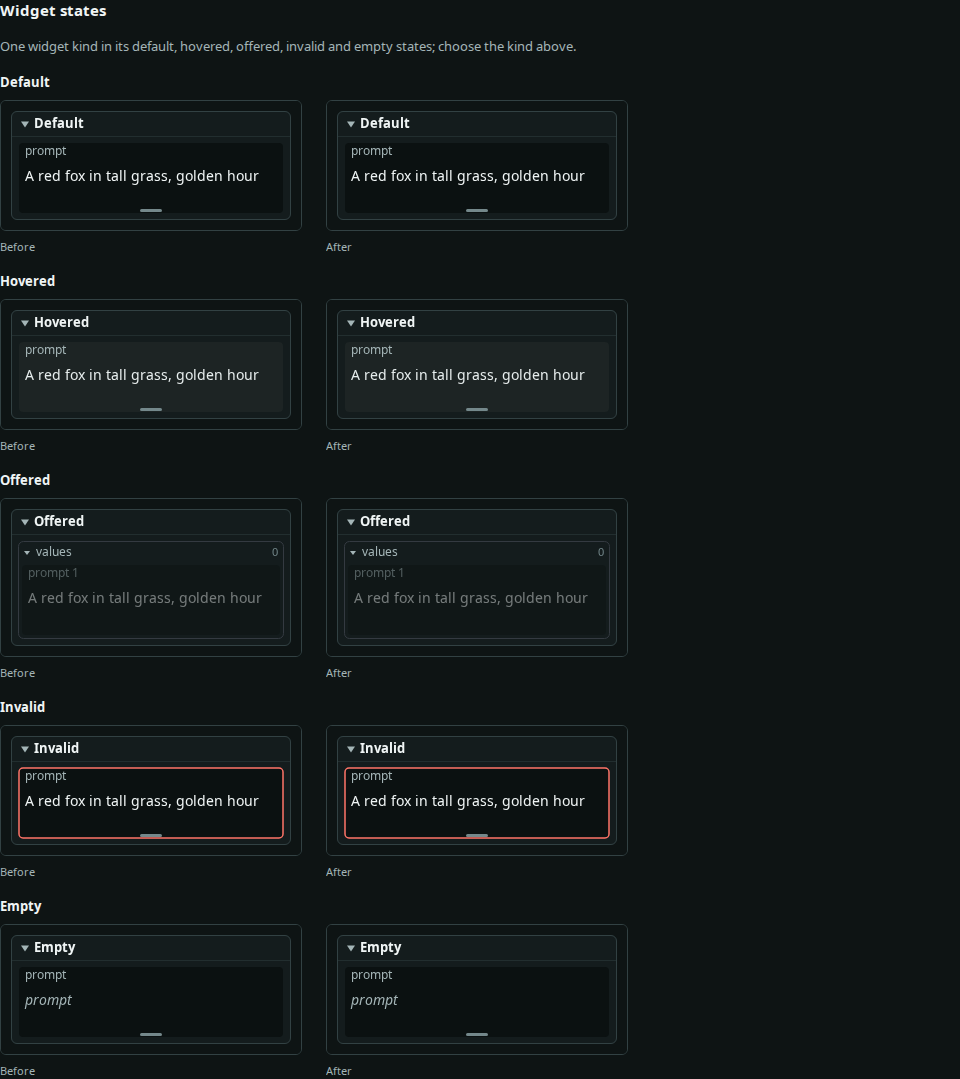 Widget states
One widget kind in its default, hovered, offered, invalid and empty states; choose the kind above.
Default
Default
prompt
A red fox in tall grass, golden hour
Before
Default
prompt
A red fox in tall grass, golden hour
After
Hovered
Hovered
prompt
A red fox in tall grass, golden hour
Before
Hovered
prompt
A red fox in tall grass, golden hour
After
Offered
Offered
values 0
prompt 1
A red fox in tall grass, golden hour
Before
Offered
values 0
prompt 1
A red fox in tall grass, golden hour
After
Invalid
Invalid
prompt
A red fox in tall grass, golden hour
Before
Invalid
prompt
A red fox in tall grass, golden hour
After
Empty
Empty
prompt
prompt
Before
Empty
prompt
prompt
After